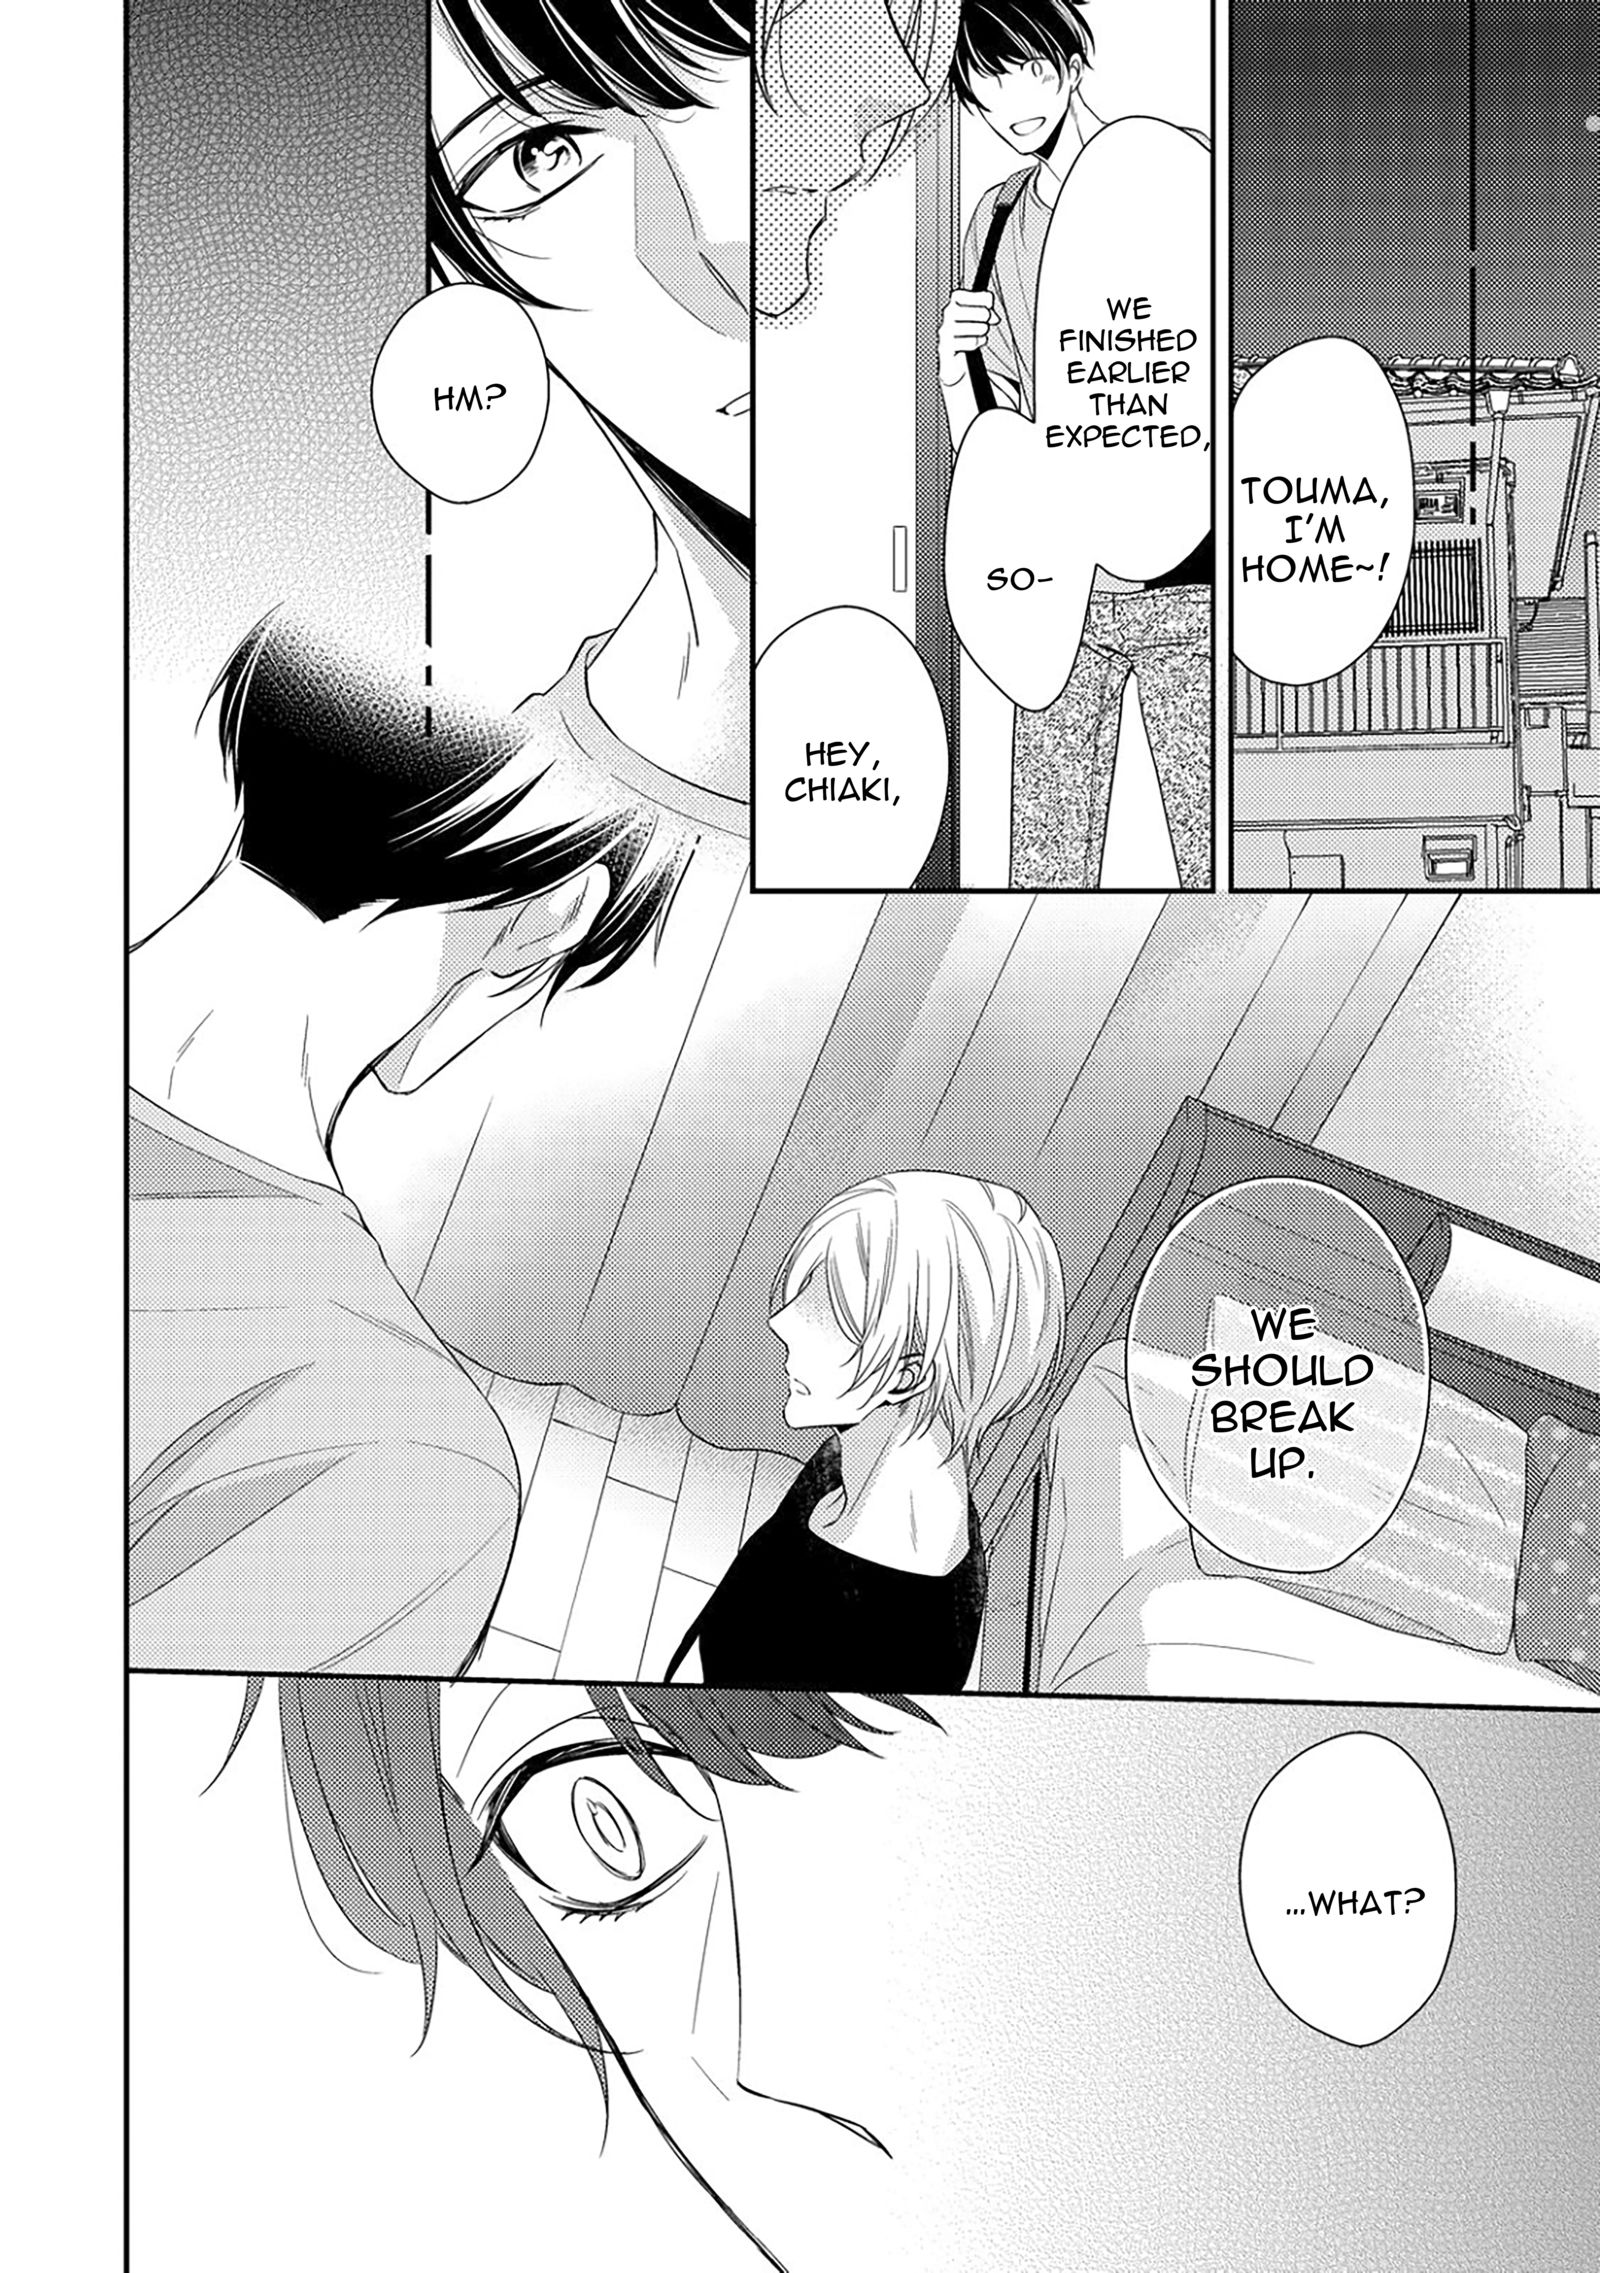 TOUMA,
I'M
HOME~!
WE
FINISHED
EARLIER
THAN
EXPECTED,
SO-
HEY,
CHIAKI,
HM?
WE
SHOULD
BREAK
UP.
...WHAT?